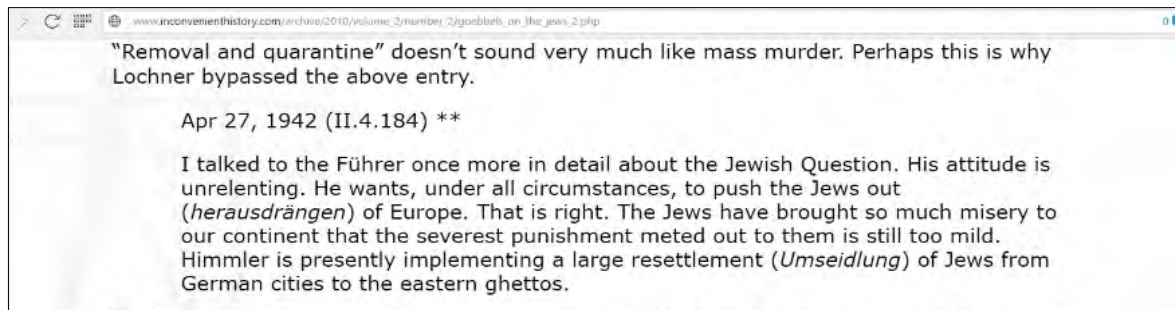 www.inconvenienthistory.com/archive/2010/volume_2/number_2/goebbels_on_the_jews_2.php
0
“Removal and quarantine” doesn’t sound very much like mass murder. Perhaps this is why
Lochner bypassed the above entry.
Apr 27, 1942 (II.4.184) **
I talked to the Führer once more in detail about the Jewish Question. His attitude is
unrelenting. He wants, under all circumstances, to push the Jews out
(herausdrängen) of Europe. That is right. The Jews have brought so much misery to
our continent that the severest punishment meted out to them is still too mild.
Himmler is presently implementing a large resettlement (Umseidlung) of Jews from
German cities to the eastern ghettos.